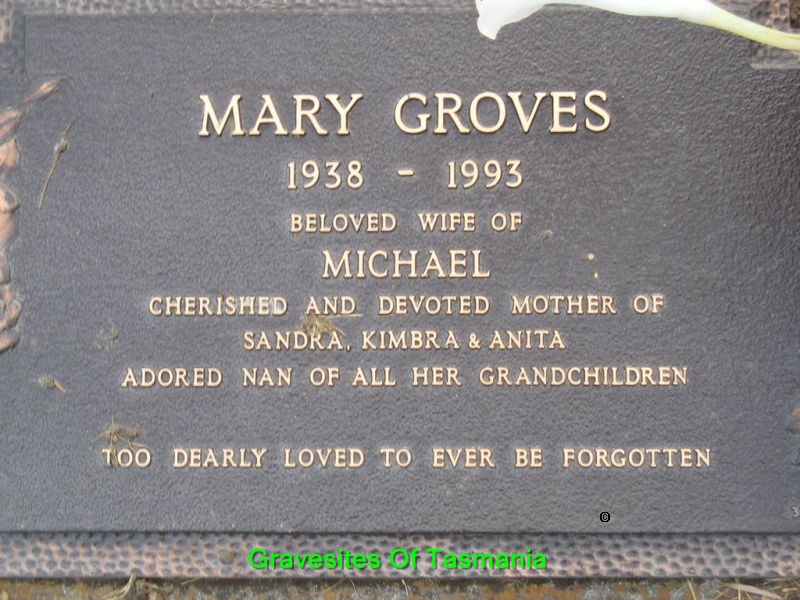 MARY GROVES
1938 - 1993
BELOVED WIFE OF
MICHAEL
CHERISHED AND DEVOTED MOTHER OF
SANDRA, KIMBRA & ANITA
ADORED NAN OF ALL HER GRANDCHILDREN
TOO DEARLY LOVED TO EVER BE FORGOTTEN
©
3
Gravesites Of Tasmania